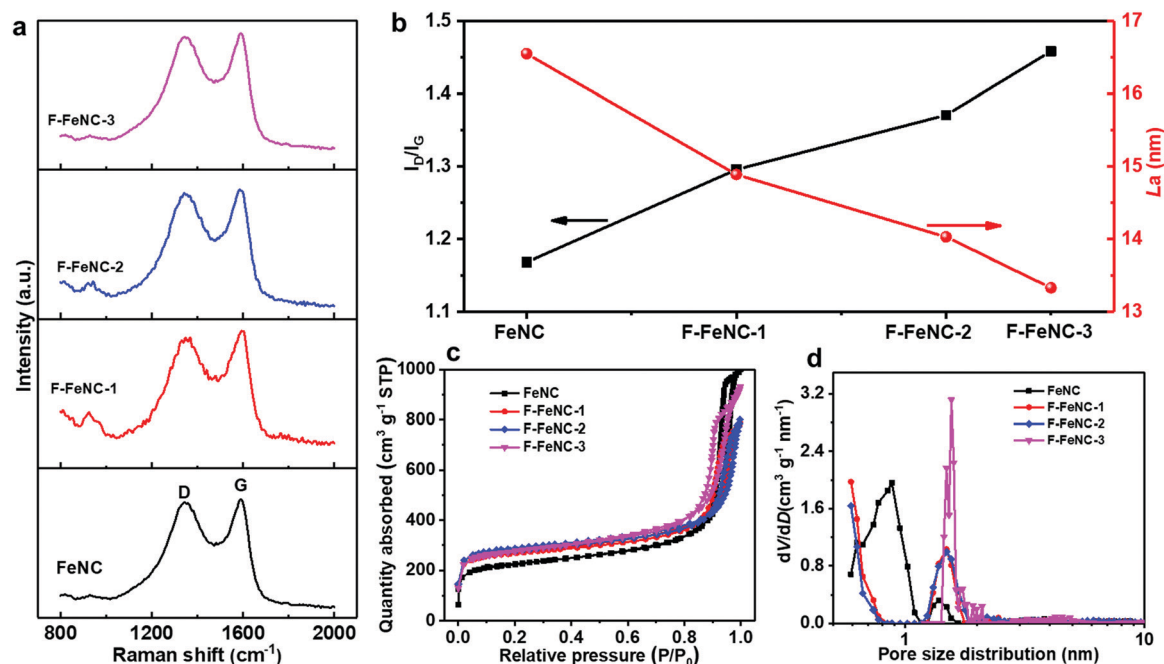 a
F-FeNC-3
F-FeNC-2
F-FeNC-1
D
G
FeNC
Intensity (a.u.)
800 1200 1600 2000
Raman shift (cm-1)
b
1.5
1.4
1.3
1.2
1.1
ID/IG
17
16
15
14
13
La (nm)
FeNC F-FeNC-1 F-FeNC-2 F-FeNC-3
c
FeNC
F-FeNC-1
F-FeNC-2
F-FeNC-3
1000
800
600
400
200
0
Quantity absorbed (cm3 g-1 STP)
0.0 0.2 0.4 0.6 0.8 1.0
Relative pressure (P/P0)
d
FeNC
F-FeNC-1
F-FeNC-2
F-FeNC-3
3.2
2.4
1.6
0.8
0.0
dV/dD(cm3 g-1 nm-1)
1 10
Pore size distribution (nm)